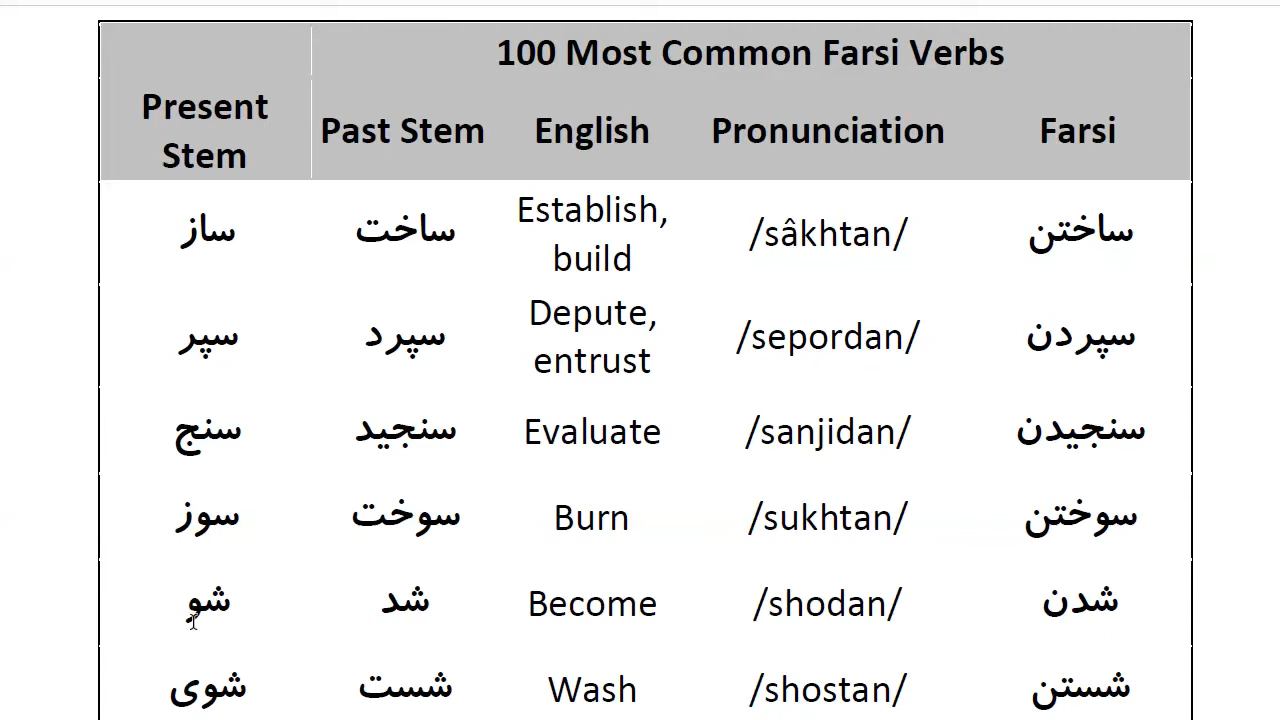 100 Most Common Farsi Verbs
Present
Stem
Past Stem
English
Pronunciation
Farsi
ساز
ساخت
Establish,
build
/sâkhtan/
ساختن
سپر
سپرد
Depute,
entrust
/sepordan/
سپردن
سنج
سنجید
Evaluate
/sanjidan/
سنجیدن
سوز
سوخت
Burn
/sukhtan/
سوختن
شو
شد
Become
/shodan/
شدن
شوی
شست
Wash
/shostan/
شستن